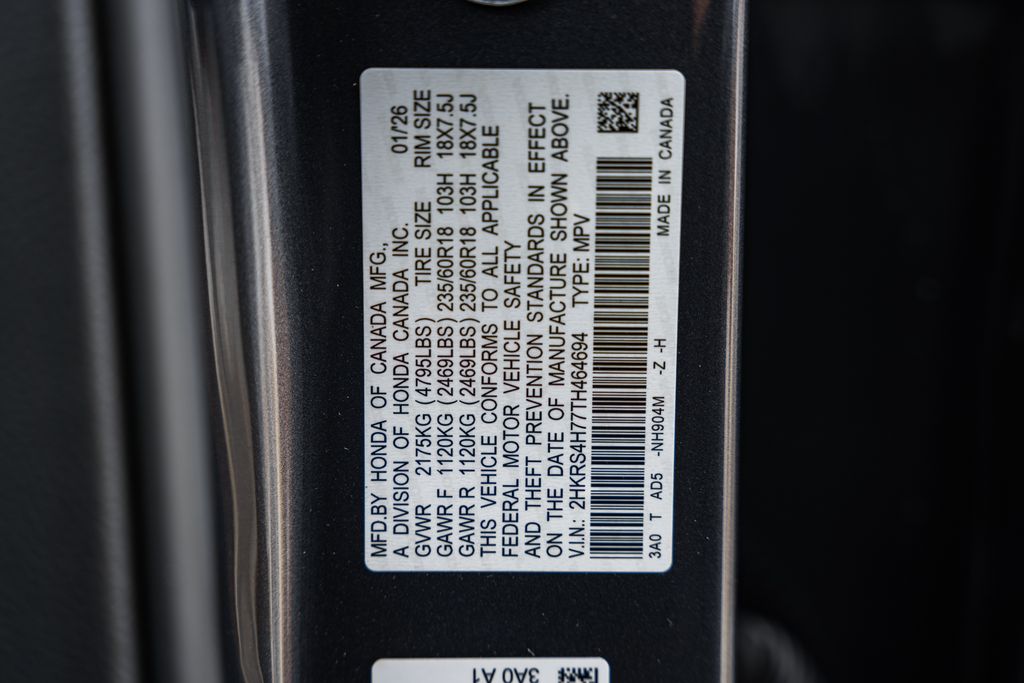 MFD.BY HONDA OF CANADA MFG.,
A DIVISION OF HONDA CANADA INC. 01/26
GVWR 2175KG (4795LBS) TIRE SIZE RIM SIZE
GAWR F 1120KG (2469LBS) 235/60R18 103H 18X7.5J
GAWR R 1120KG (2469LBS) 235/60R18 103H 18X7.5J
THIS VEHICLE CONFORMS TO ALL APPLICABLE
FEDERAL MOTOR VEHICLE SAFETY
AND THEFT PREVENTION STANDARDS IN EFFECT
ON THE DATE OF MANUFACTURE SHOWN ABOVE.
V.I.N.: 2HKRS4H77TH464694 TYPE: MPV
3A0 T AD5 -NH904M -Z -H MADE IN CANADA
3A0 A1